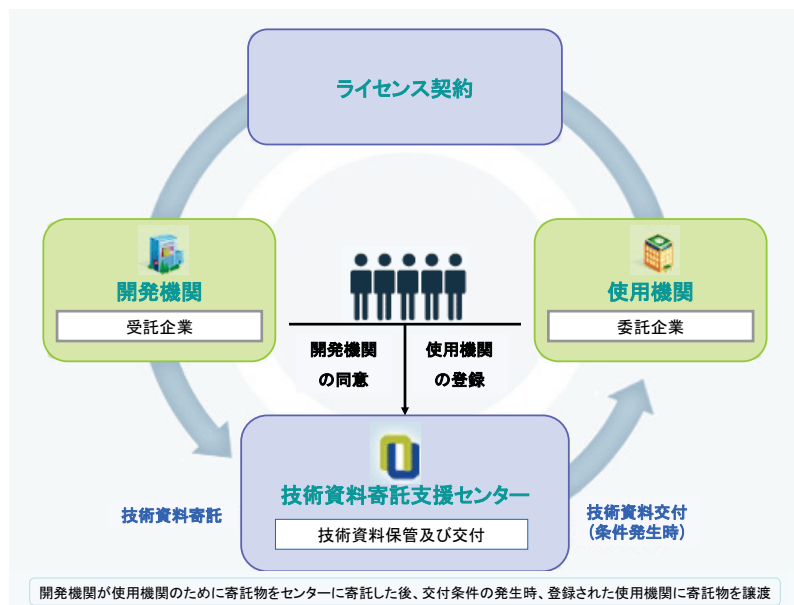 ライセンス契約
開発機関
受託企業
使用機関
委託企業
開発機関
の同意
使用機関
の登録
技術資料寄託支援センター
技術資料保管及び交付
技術資料寄託
技術資料交付
(条件発生時)
開発機関が使用機関のために寄託物をセンターに寄託した後、交付条件の発生時、登録された使用機関に寄託物を譲渡